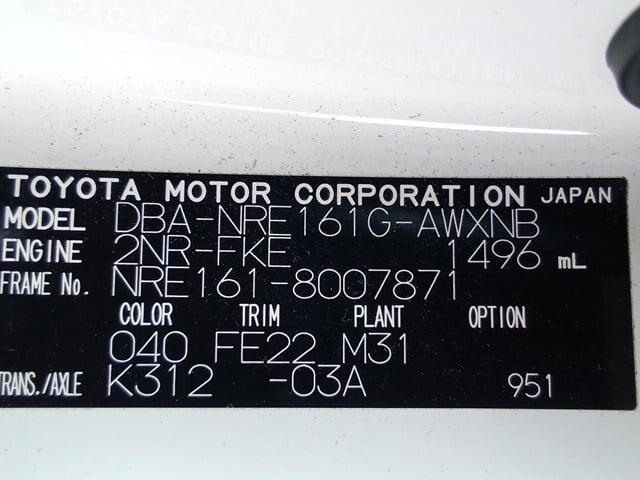 TOYOTA MOTOR CORPORATION JAPAN
MODEL DBA-NRE161G-AWXNB
ENGINE 2NR-FKE 1496 mL
FRAME No. NRE161-8007871
COLOR TRIM PLANT OPTION
040 FE22 M31
TRANS./AXLE K312 -03A 951